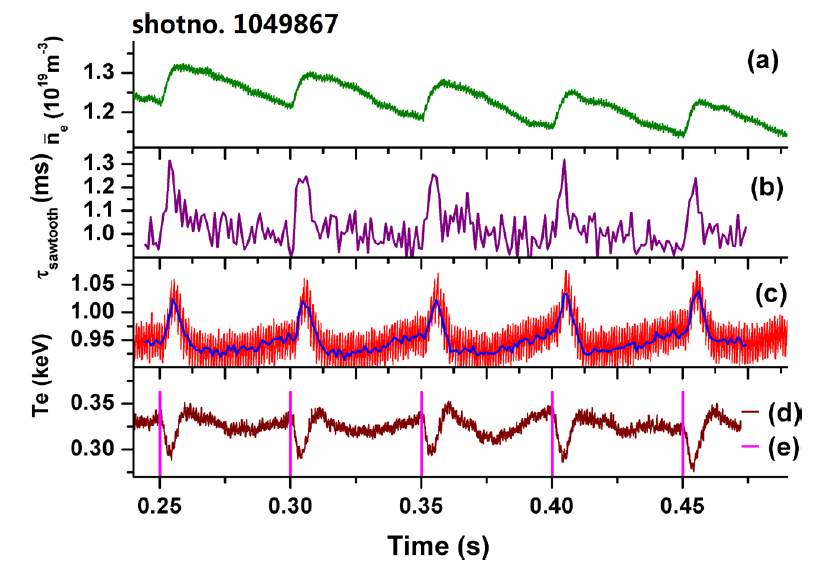 shotno. 1049867
n̄e (10¹⁹m⁻³)
1.3
1.2
(a)
τsawtooth (ms)
1.3
1.2
1.1
1.0
(b)
Te (keV)
1.05
1.00
0.95
(c)
0.35
0.30
(d)
(e)
0.25 0.30 0.35 0.40 0.45
Time (s)